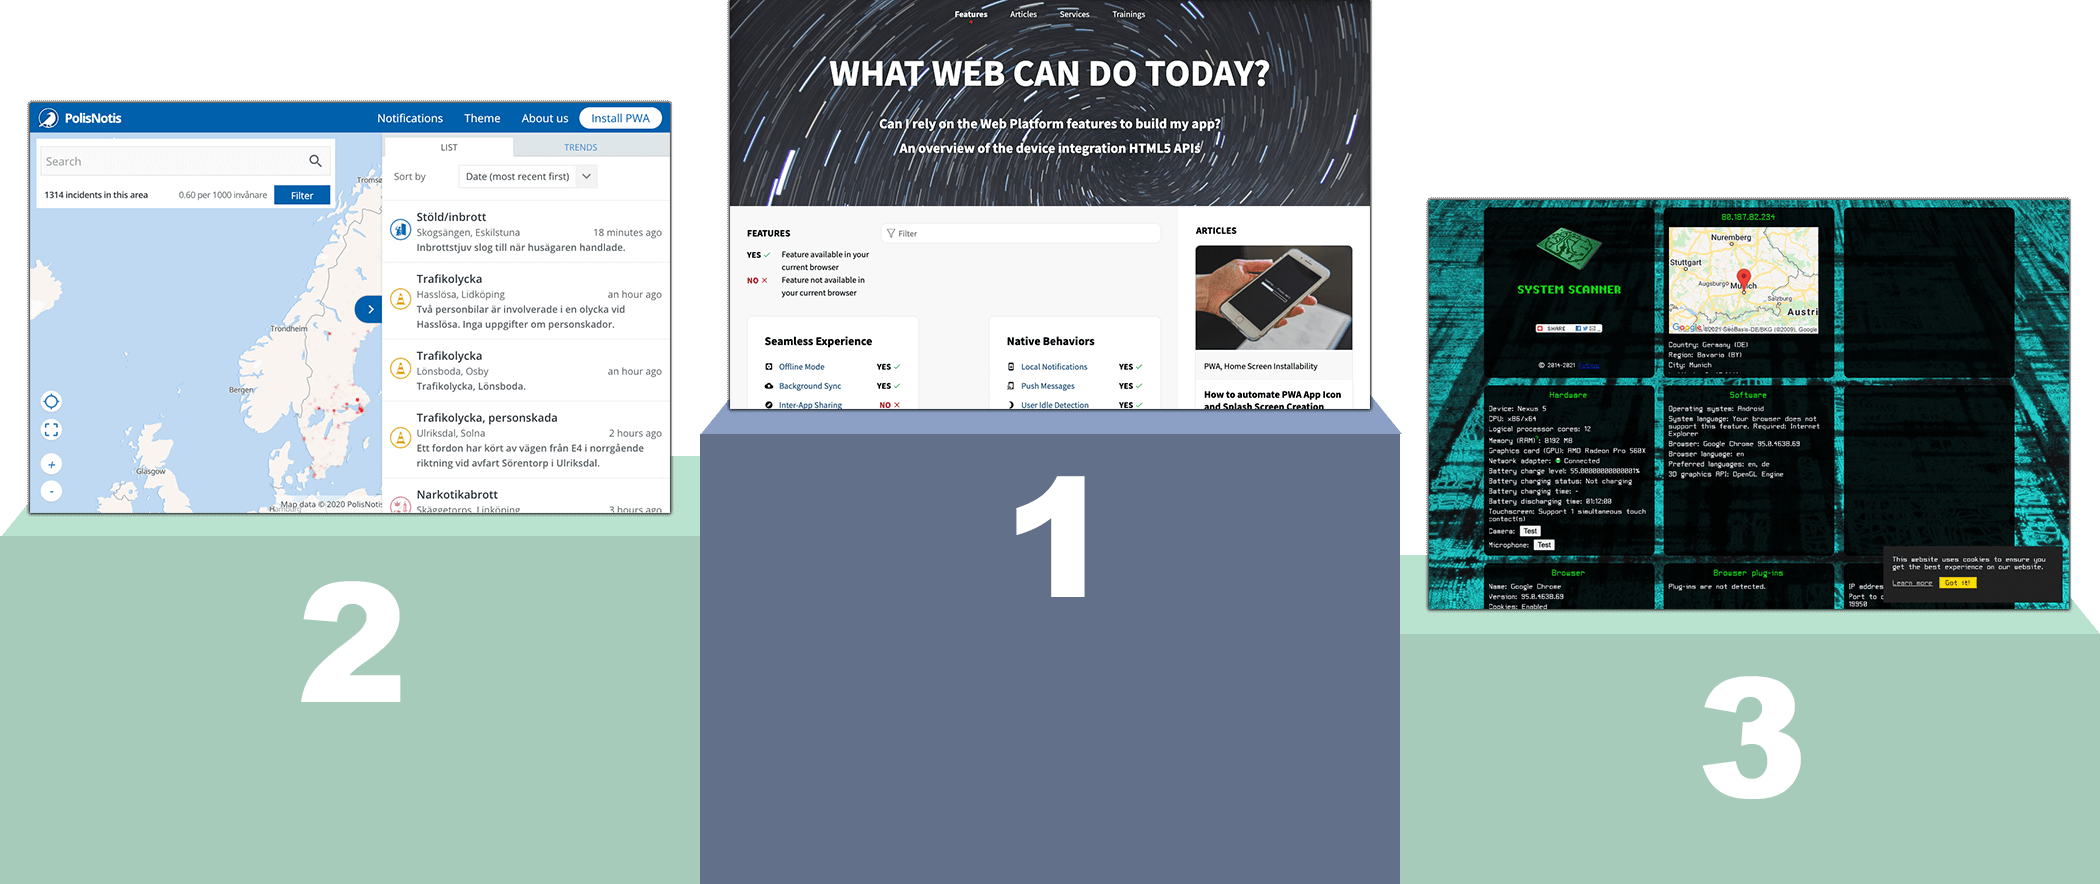 PolisNotis
Notifications
Theme
About us
Install PWA
Search
1314 incidents in this area
0.60 per 1000 invånare
Filter
LIST
TRENDS
Sort by
Date (most recent first)
Stöld/inbrott
Skogsängen, Eskilstuna
18 minutes ago
Inbrottstjuv slog till när husägaren handlade.
Trafikolycka
Hasslösa, Lidköping
an hour ago
Två personbilar är involverade i en olycka vid
Hasslösa. Inga uppgifter om personskador.
Trafikolycka
Lönsboda, Osby
an hour ago
Trafikolycka, Lönsboda.
Trafikolycka, personskada
Ulriksdal, Solna
2 hours ago
Ett fordon har kört av vägen från E4 i norrgående
riktning vid avfart Sörentorp i Ulriksdal.
Narkotikabrott
Skäggetorps, Linköping
3 hours ago
Tromsø
Trondheim
Bergen
Glasgow
Hamburg
Map data © 2020 PolisNotis
+
-
2
Features
Articles
Services
Trainings
WHAT WEB CAN DO TODAY?
Can I rely on the Web Platform features to build my app?
An overview of the device integration HTML5 APIs
FEATURES
Filter
YES ✓ Feature available in your
current browser
NO ✕ Feature not available in
your current browser
Seamless Experience
Offline Mode YES ✓
Background Sync YES ✓
Inter-App Sharing NO ✕
Native Behaviors
Local Notifications YES ✓
Push Messages YES ✓
User Idle Detection YES ✓
ARTICLES
PWA, Home Screen Installability
How to automate PWA App Icon
and Splash Screen Creation
1
SYSTEM SCANNER
SHARE
© 2014-2021
80.187.82.234
Nuremberg
Stuttgart
Augsburg
Munich
Salzburg
Austri
Google
©2021 GeoBasis-DE/BKG (©2009), Google
Country: Germany (DE)
Region: Bavaria (BY)
City: Munich
Hardware
Device: Nexus 5
CPU: x86/x64
Logical processor cores: 12
Memory (RAM): 8192 MB
Graphics card (GPU): AMD Radeon Pro 560X
Network adapter: Connected
Battery charge level: 55.00000000000001%
Battery charging status: Not charging
Battery charging time: -
Battery discharging time: 01:12:00
Touchscreen: Support 1 simultaneous touch
contact(s)
Camera: Test
Microphone: Test
Software
Operating system: Android
System language: Your browser does not
support this feature. Required: Internet
Explorer
Browser: Google Chrome 95.0.4638.69
Browser language: en
Preferred languages: en, de
3D graphics API: OpenGL Engine
Browser
Name: Google Chrome
Version: 95.0.4638.69
Cookies: Enabled
Browser plug-ins
Plug-ins are not detected.
IP addres
Port to c
19950
This website uses cookies to ensure you
get the best experience on our website.
Learn more
Got it!
3